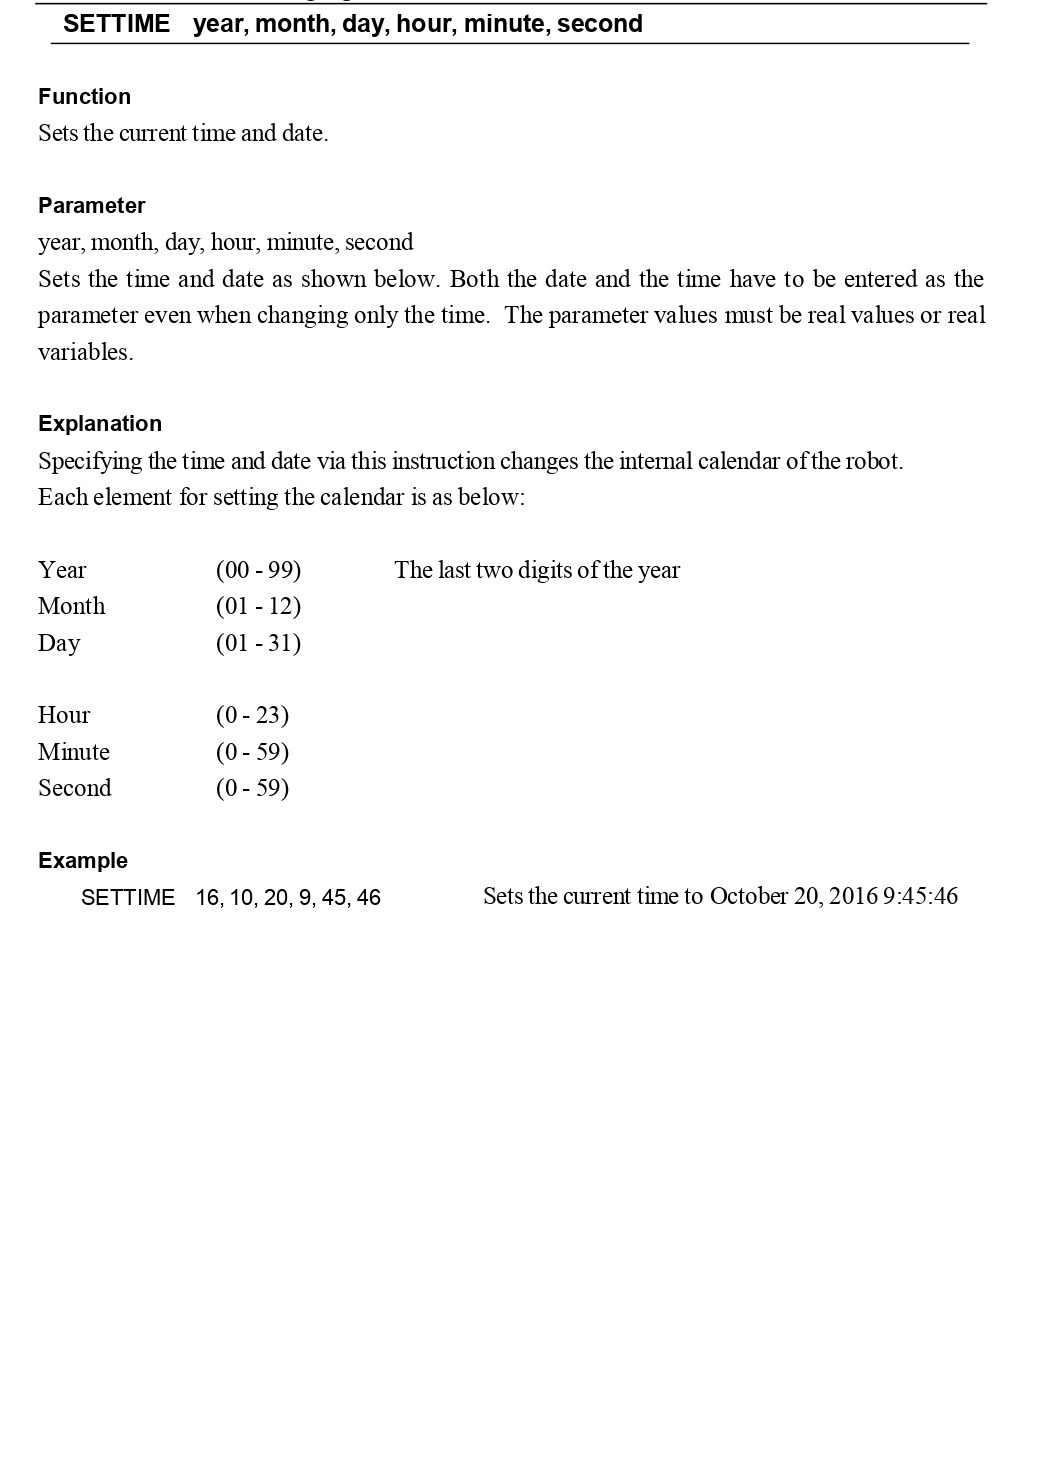 SETTIME year, month, day, hour, minute, second
Function
Sets the current time and date.
Parameter
year, month, day, hour, minute, second
Sets the time and date as shown below. Both the date and the time have to be entered as the
parameter even when changing only the time. The parameter values must be real values or real
variables.
Explanation
Specifying the time and date via this instruction changes the internal calendar of the robot.
Each element for setting the calendar is as below:
Year (00 - 99) The last two digits of the year
Month (01 - 12)
Day (01 - 31)
Hour (0 - 23)
Minute (0 - 59)
Second (0 - 59)
Example
SETTIME 16, 10, 20, 9, 45, 46 Sets the current time to October 20, 2016 9:45:46